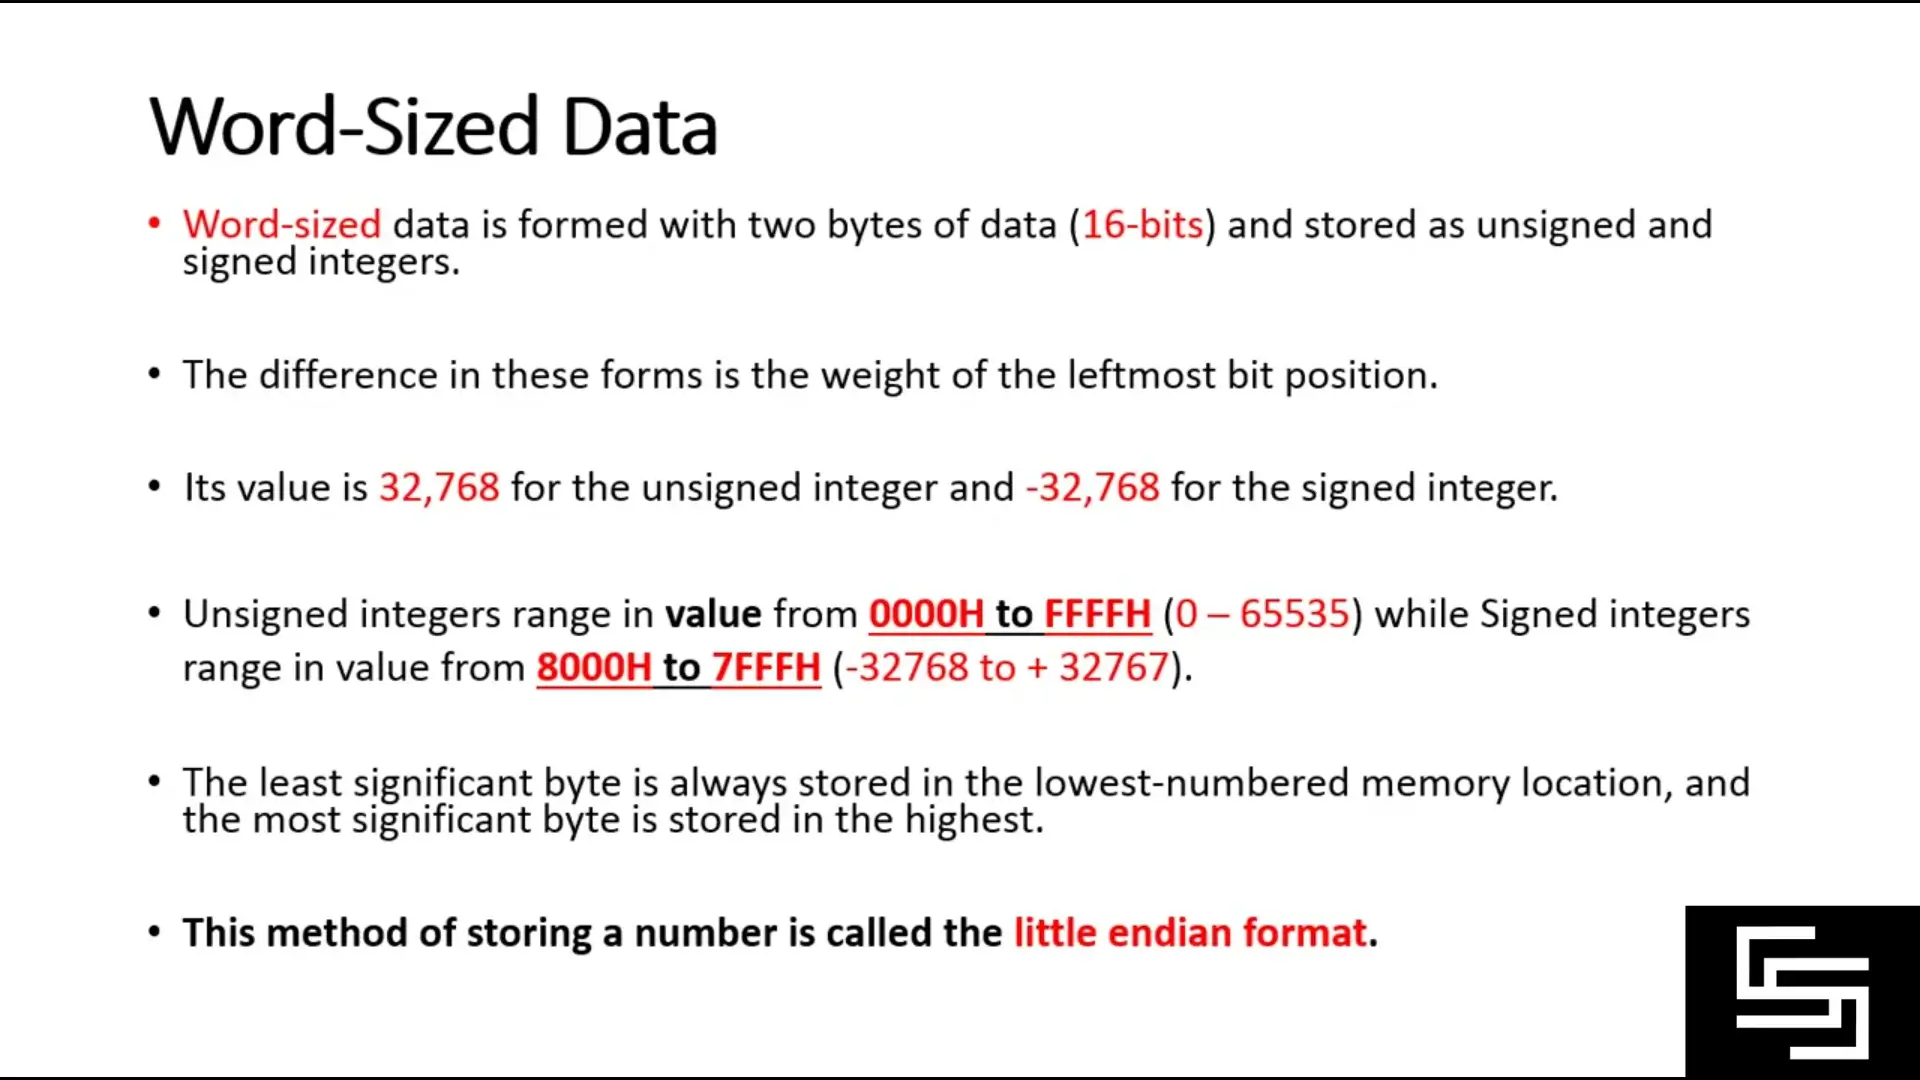 Word-Sized Data
• Word-sized data is formed with two bytes of data (16-bits) and stored as unsigned and
signed integers.
• The difference in these forms is the weight of the leftmost bit position.
• Its value is 32,768 for the unsigned integer and -32,768 for the signed integer.
• Unsigned integers range in value from 0000H to FFFFH (0 – 65535) while Signed integers
range in value from 8000H to 7FFFH (-32768 to + 32767).
• The least significant byte is always stored in the lowest-numbered memory location, and
the most significant byte is stored in the highest.
• This method of storing a number is called the little endian format.